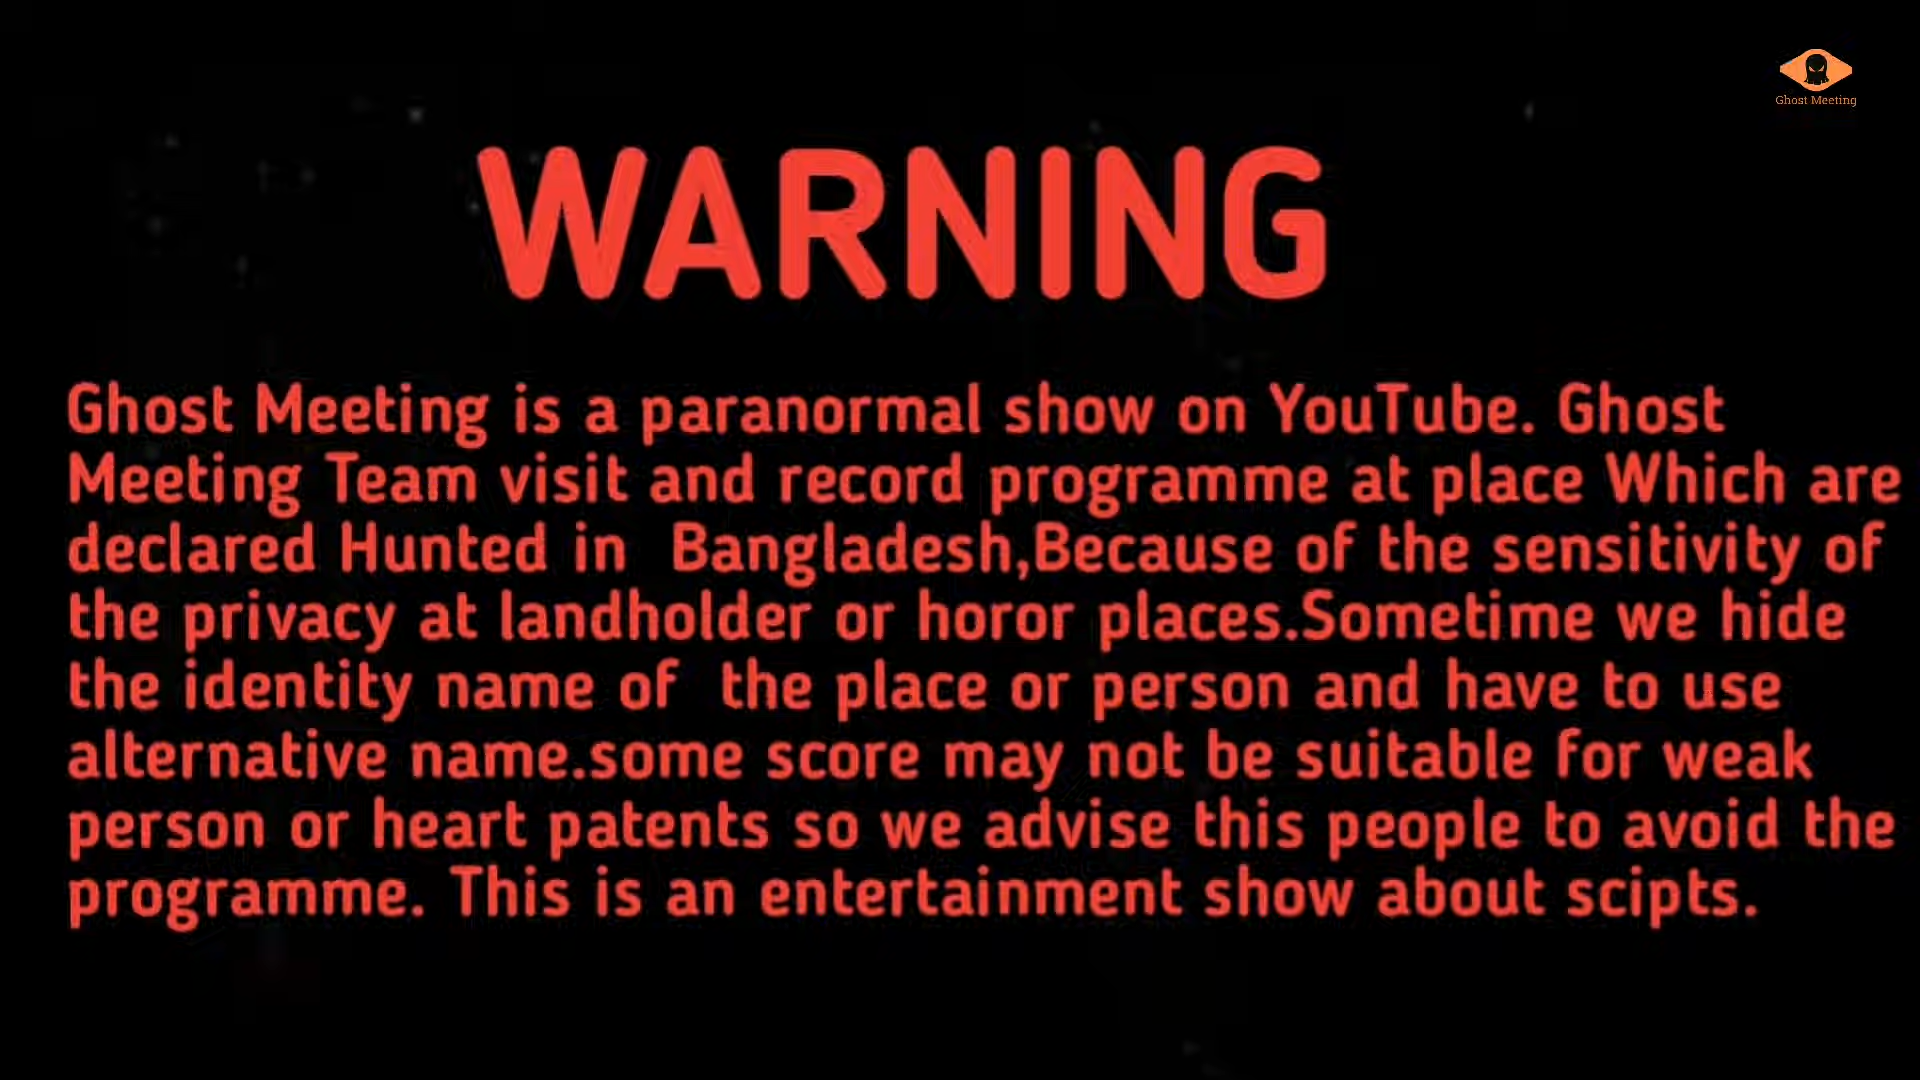 Ghost Meeting
WARNING
Ghost Meeting is a paranormal show on YouTube. Ghost
Meeting Team visit and record programme at place Which are
declared Hunted in Bangladesh,Because of the sensitivity of
the privacy at landholder or horor places.Sometime we hide
the identity name of the place or person and have to use
alternative name.some score may not be suitable for weak
person or heart patents so we advise this people to avoid the
programme. This is an entertainment show about scipts.